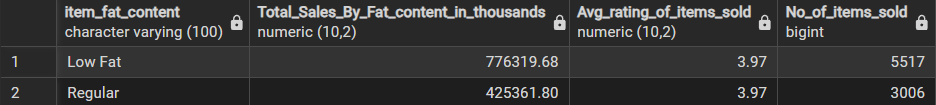 item_fat_content Total_Sales_By_Fat_content_in_thousands Avg_rating_of_items_sold No_of_items_sold
character varying (100) numeric (10,2) numeric (10,2) bigint
1 Low Fat 776319.68 3.97 5517
2 Regular 425361.80 3.97 3006